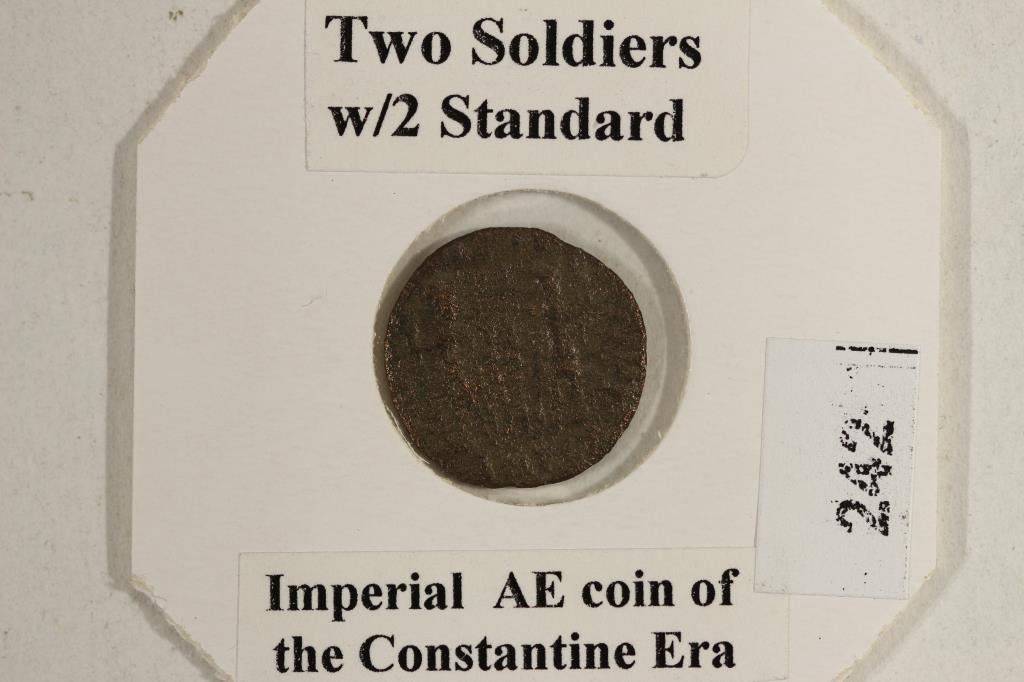 Two Soldiers
w/2 Standard
242
Imperial AE coin of
the Constantine Era